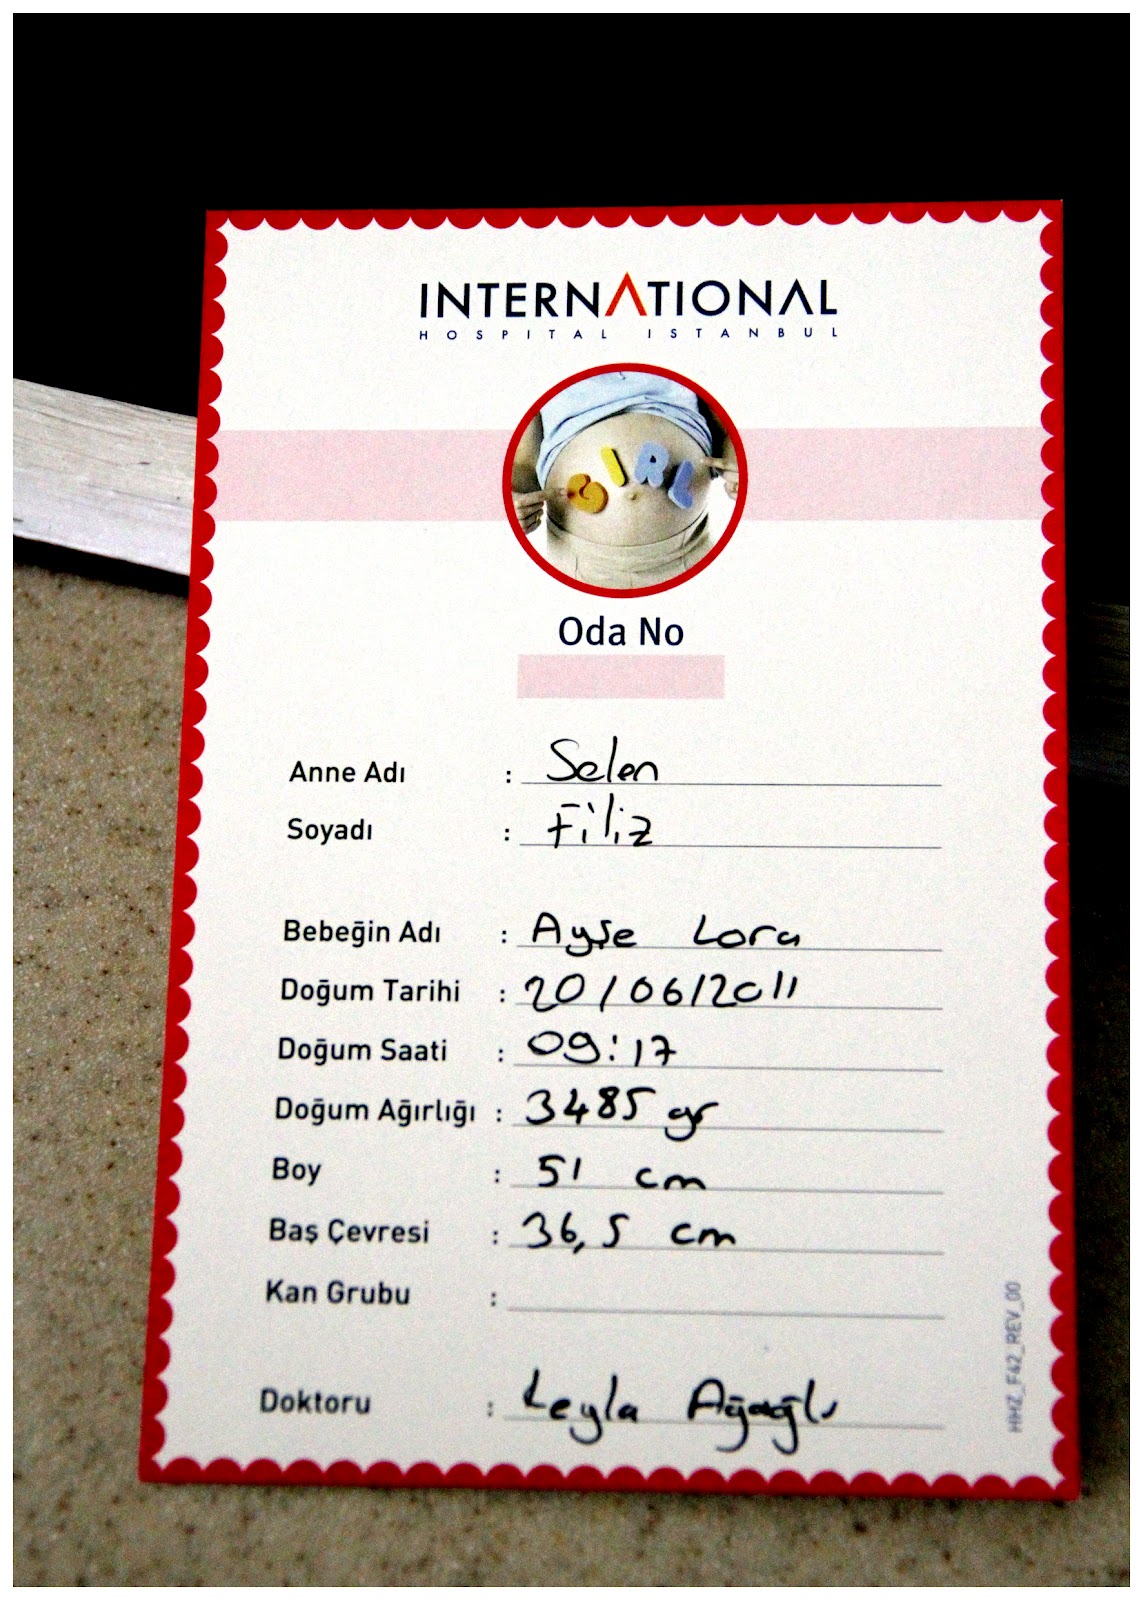 INTERNATIONAL
HOSPITAL ISTANBUL
GIRL
Oda No
Anne Adı : Selen
Soyadı : Filiz
Bebeğin Adı : Ayşe Lora
Doğum Tarihi : 20/06/2011
Doğum Saati : 09:17
Doğum Ağırlığı : 3485 gr
Boy : 51 cm
Baş Çevresi : 36,5 cm
Kan Grubu :
Doktoru : Leyla Ağaoğlı
HHZ_F42_REV_00